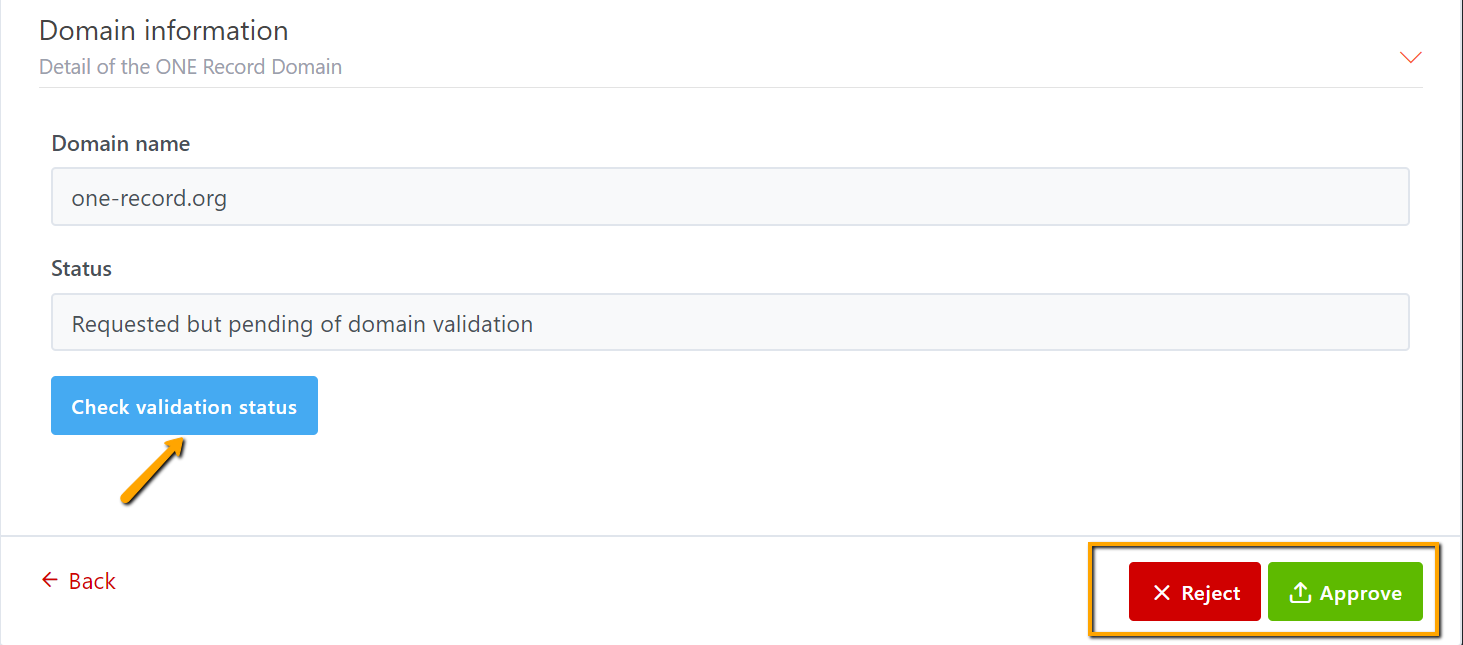 Domain information
Detail of the ONE Record Domain
Domain name
one-record.org
Status
Requested but pending of domain validation
Check validation status
Back
Reject
Approve